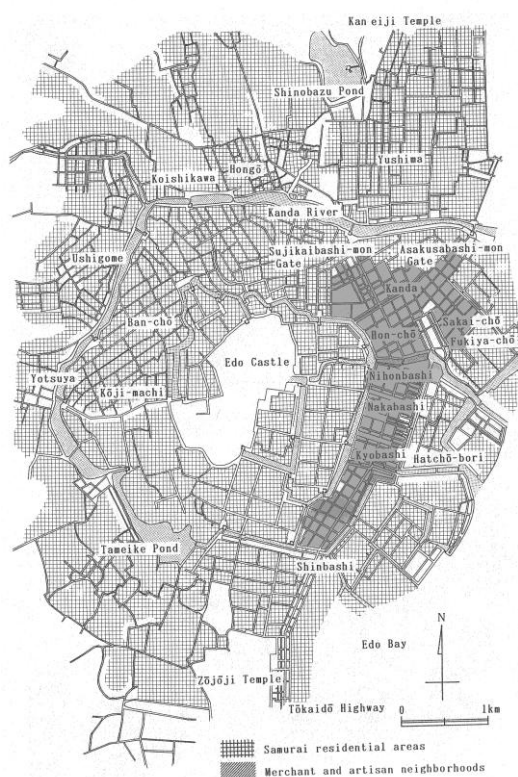 Kan'eiji Temple
Shinobazu Pond
Yushima
Hongō
Koishikawa
Kanda River
Sujikaibashi-mon
Gate
Asakusabashi-mon
Gate
Ushigome
Kanda
Ban-chō
Sakai-chō
Hon-chō
Fukiya-chō
Edo Castle
Nihonbashi
Yotsuya
Kōji-machi
Nakabashi
Kyobashi
Hatchō-bori
Tameike Pond
Shinbashi
N
Edo Bay
Zōjōji Temple
Tōkaidō Highway
0 1km
Samurai residential areas
Merchant and artisan neighborhoods